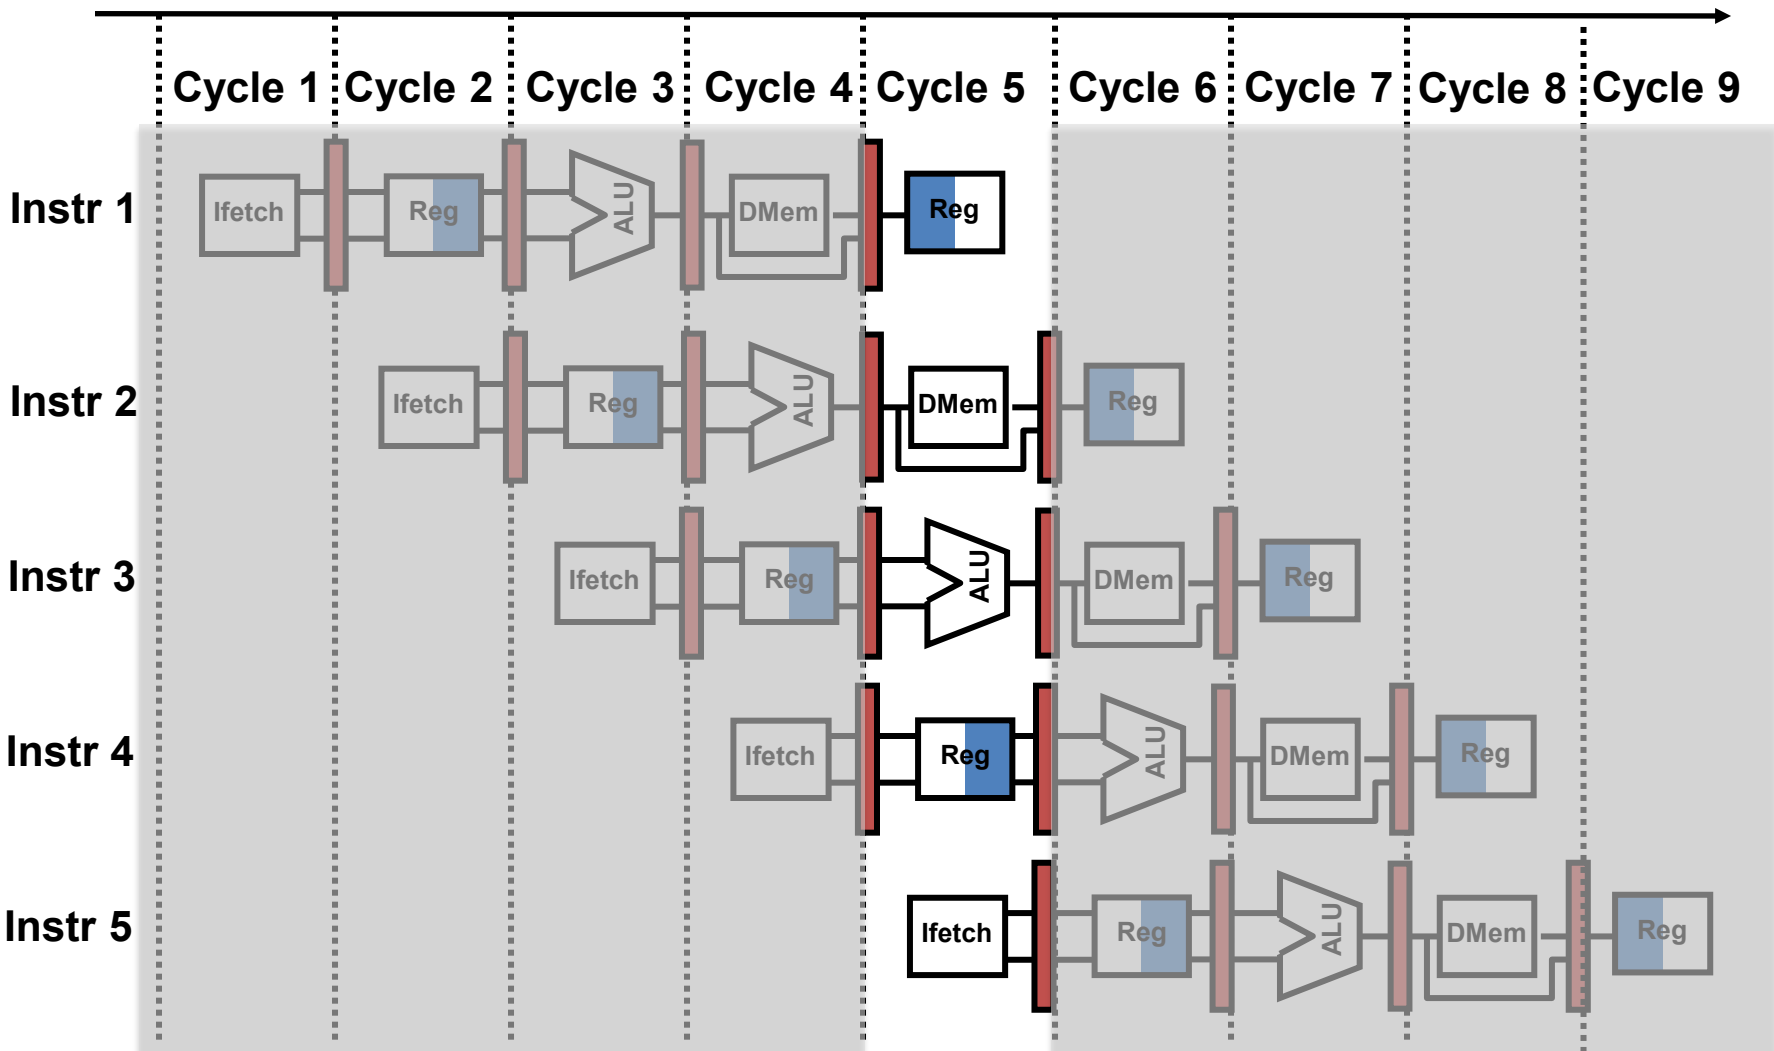 Cycle 1 Cycle 2 Cycle 3 Cycle 4 Cycle 5 Cycle 6 Cycle 7 Cycle 8 Cycle 9
Instr 1 Ifetch Reg ALU DMem Reg
Instr 2 Ifetch Reg ALU DMem Reg
Instr 3 Ifetch Reg ALU DMem Reg
Instr 4 Ifetch Reg ALU DMem Reg
Instr 5 Ifetch Reg ALU DMem Reg